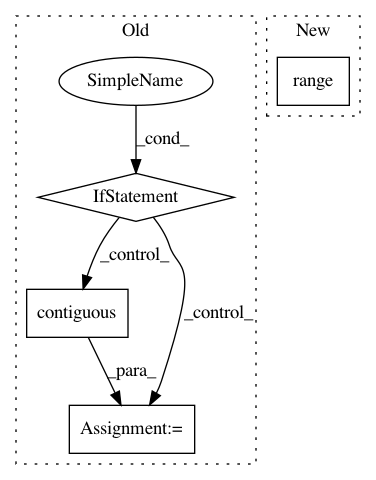 Old
New
SimpleName
range
_cond_
IfStatement
_control_
contiguous
_control_
_para_
Assignment:=